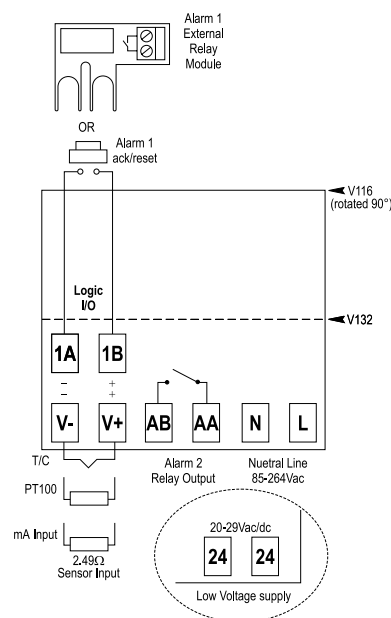 Alarm 1
External
Relay
Module
OR
Alarm 1
ack/reset
V116
(rotated 90°)
Logic
I/O
V132
1A 1B
− +
− +
V- V+ AB AA N L
T/C
Alarm 2
Relay Output
Nuetral Line
85-264Vac
PT100
mA Input
2.49Ω
Sensor Input
20-29Vac/dc
24 24
Low Voltage supply